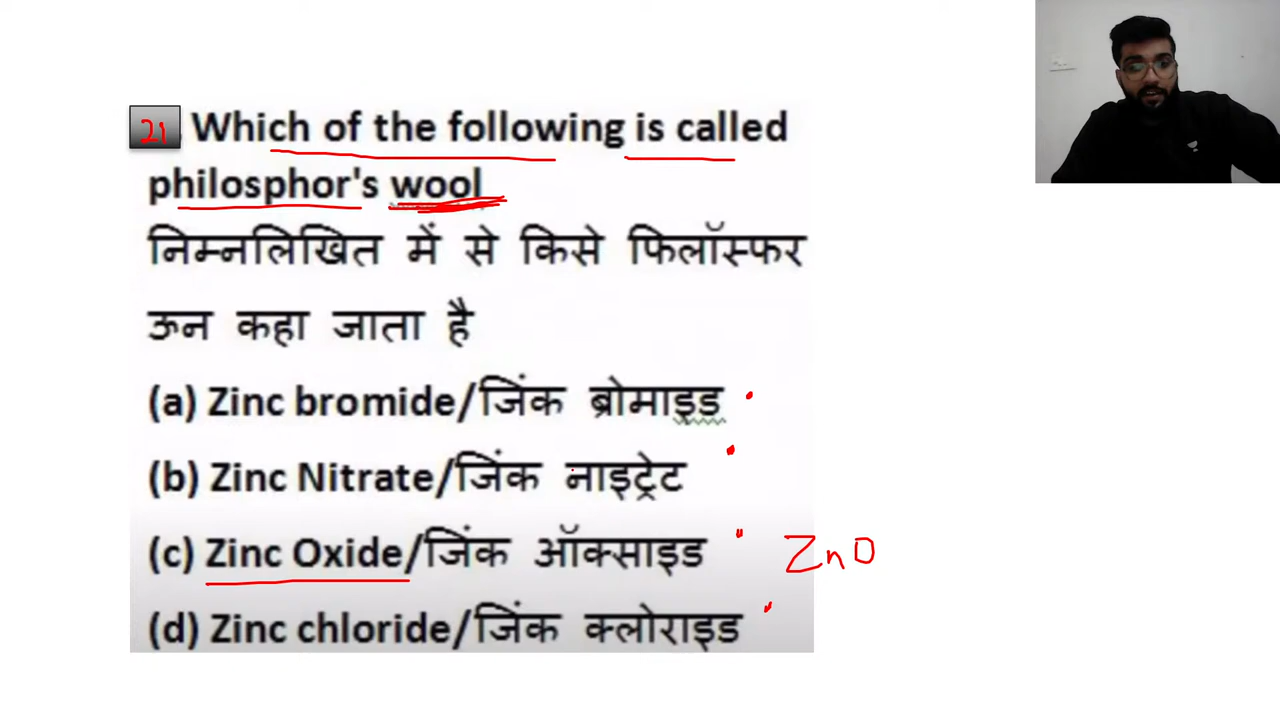 21 Which of the following is called
philosphor's wool
निम्नलिखित में से किसे फिलॉस्फर
ऊन कहा जाता है
(a) Zinc bromide/जिंक ब्रोमाइड
(b) Zinc Nitrate/जिंक नाइट्रेट
(c) Zinc Oxide/जिंक ऑक्साइड ZnO
(d) Zinc chloride/जिंक क्लोराइड